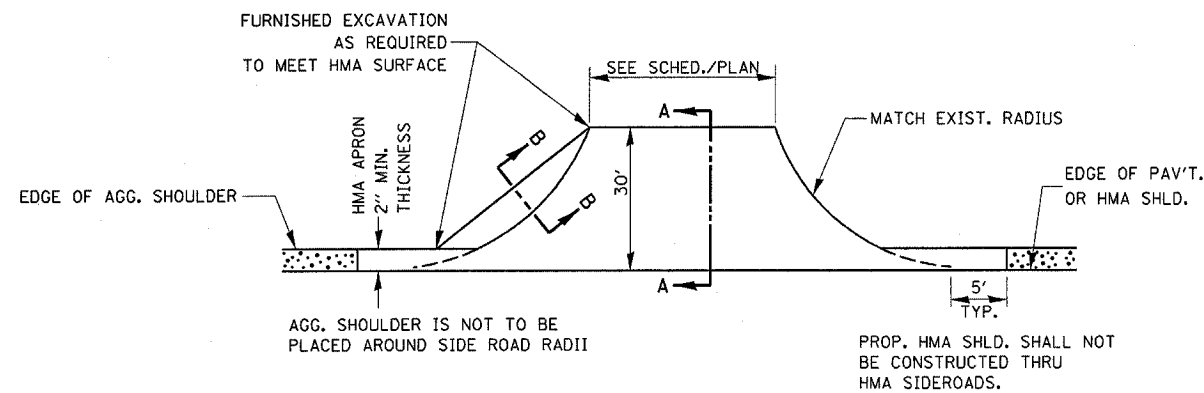 FURNISHED EXCAVATION
AS REQUIRED
TO MEET HMA SURFACE
SEE SCHED./PLAN
A
MATCH EXIST. RADIUS
B
B
HMA APRON
2" MIN.
THICKNESS
30'
EDGE OF AGG. SHOULDER
EDGE OF PAV'T.
OR HMA SHLD.
A
5'
TYP.
AGG. SHOULDER IS NOT TO BE
PLACED AROUND SIDE ROAD RADII
PROP. HMA SHLD. SHALL NOT
BE CONSTRUCTED THRU
HMA SIDEROADS.